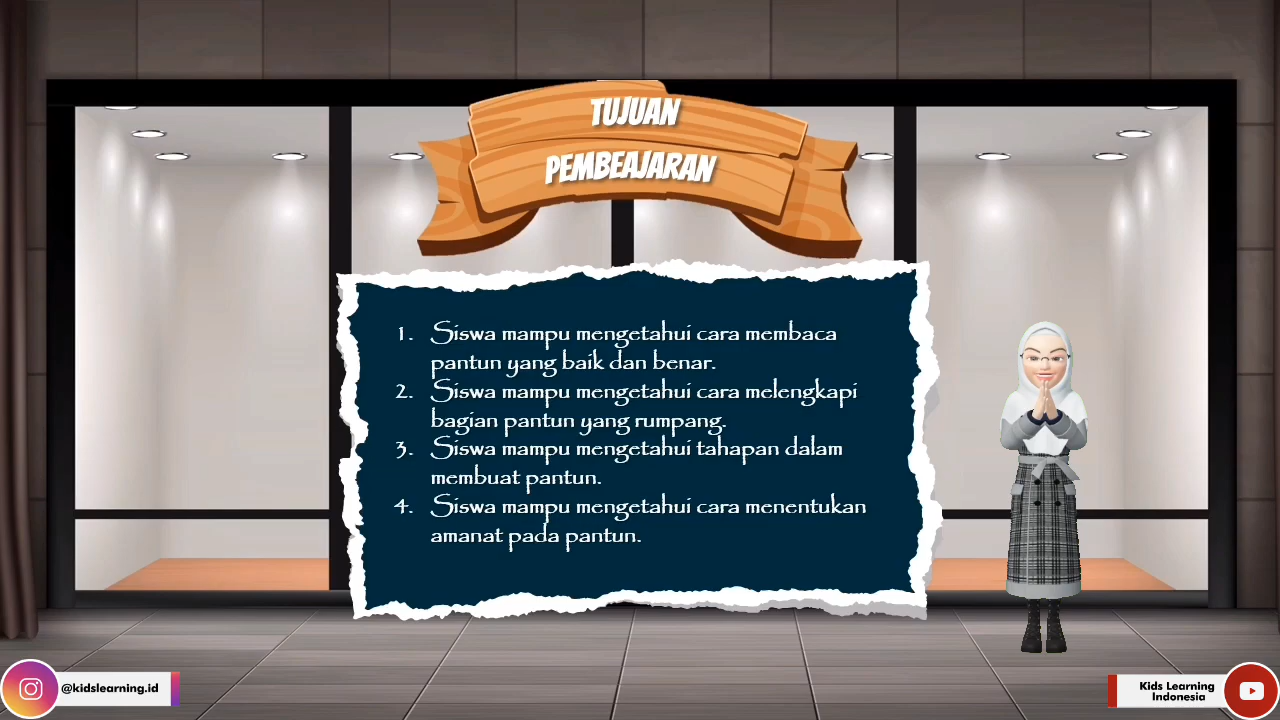 TUJUAN
PEMBEAJARAN
1. Siswa mampu mengetahui cara membaca
pantun yang baik dan benar.
2. Siswa mampu mengetahui cara melengkapi
bagian pantun yang rumpang.
3. Siswa mampu mengetahui tahapan dalam
membuat pantun.
4. Siswa mampu mengetahui cara menentukan
amanat pada pantun.
@kidslearning.id
Kids Learning
Indonesia